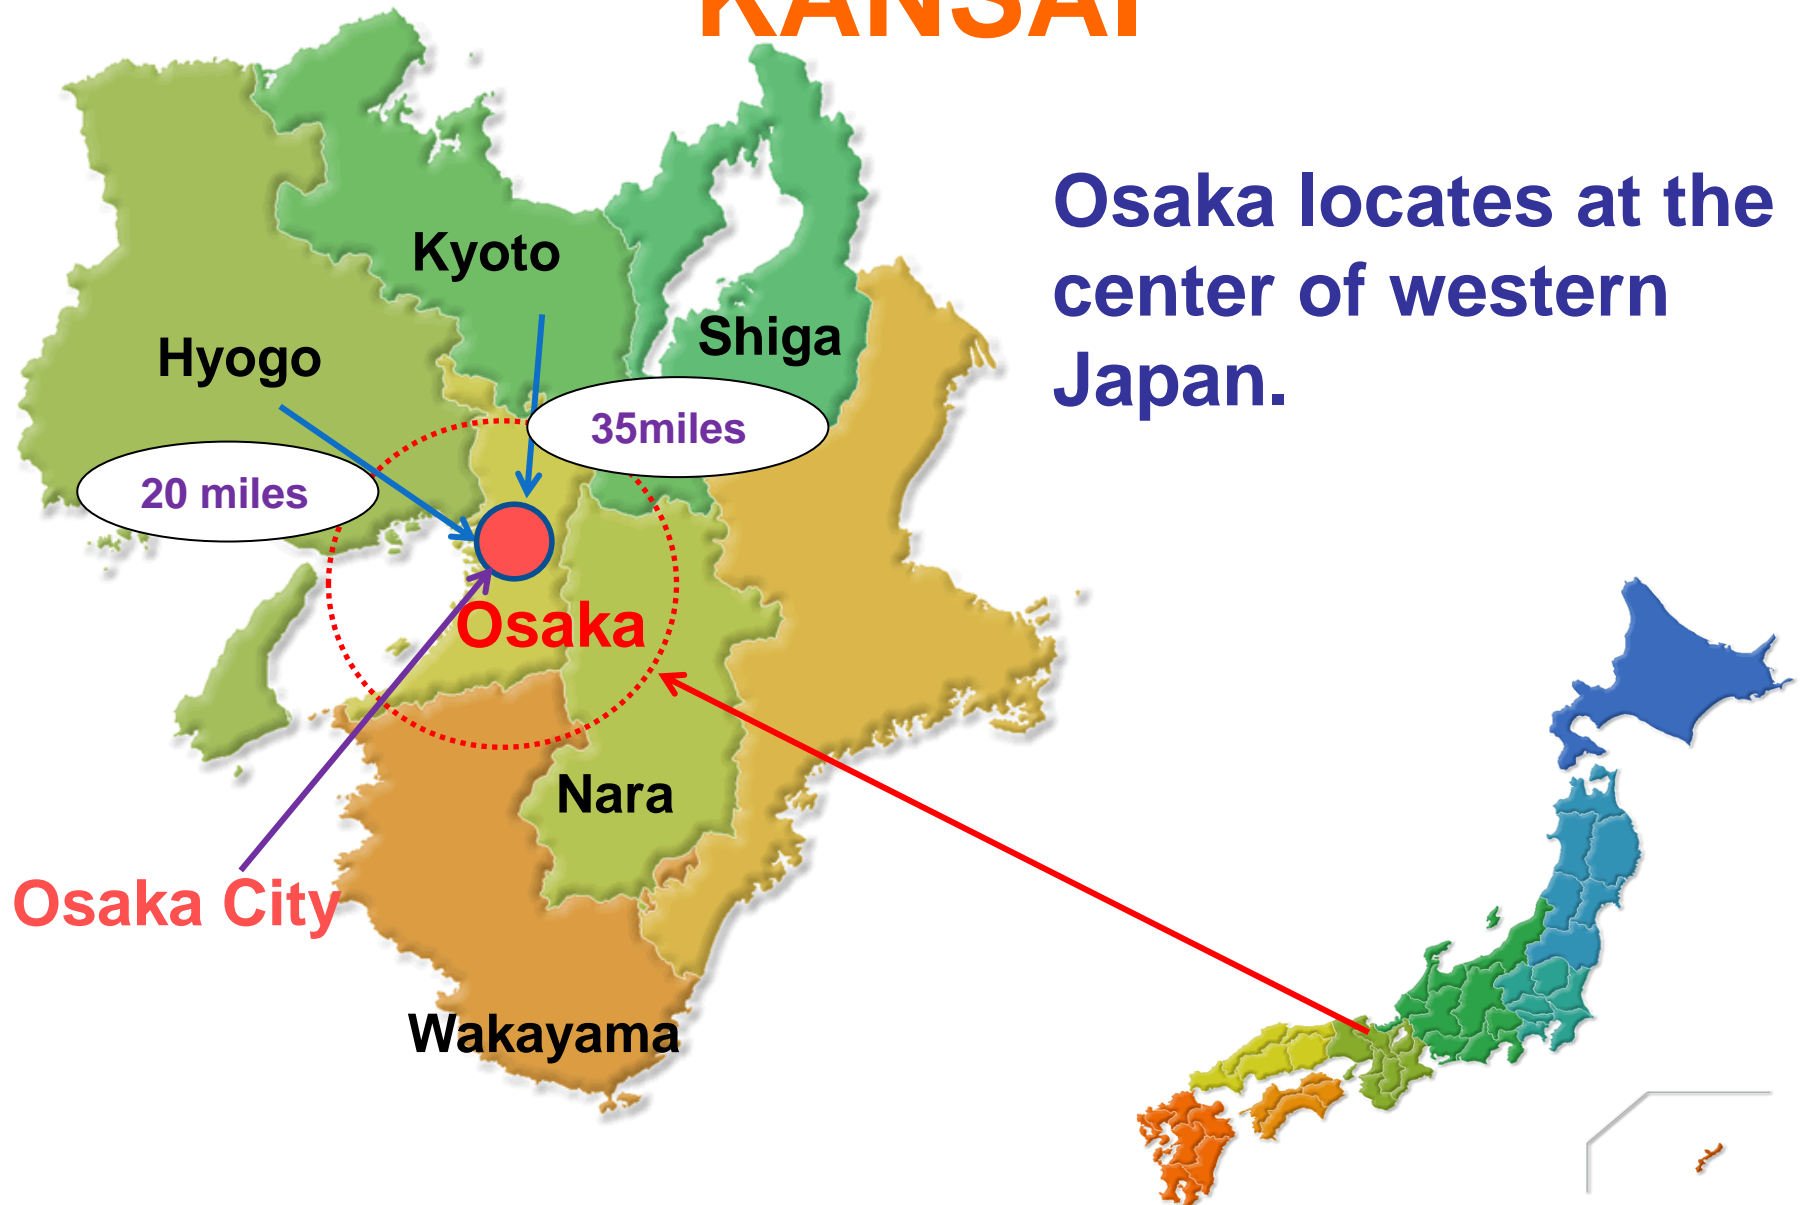 KANSAI
Osaka locates at the
center of western
Japan.
Kyoto
Shiga
Hyogo
35miles
20 miles
Osaka
Nara
Osaka City
Wakayama